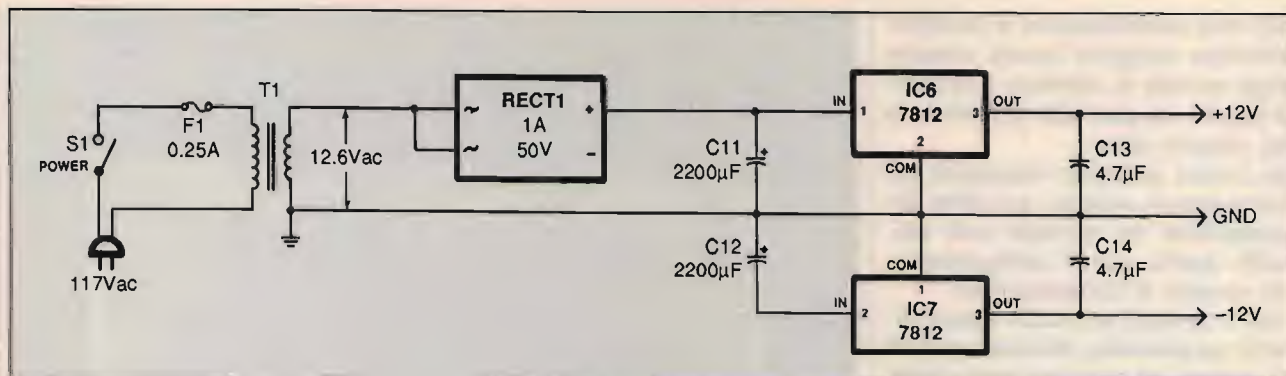 S1
POWER
F1
0.25A
T1
117Vac
12.6Vac
~
~
RECT1
1A
50V
+
−
C11
2200µF
+
C12
2200µF
+
IN
1
IC6
7812
2
COM
3
OUT
C13
4.7µF
+12V
GND
COM
1
IN
2
IC7
7812
3
OUT
C14
4.7µF
−12V